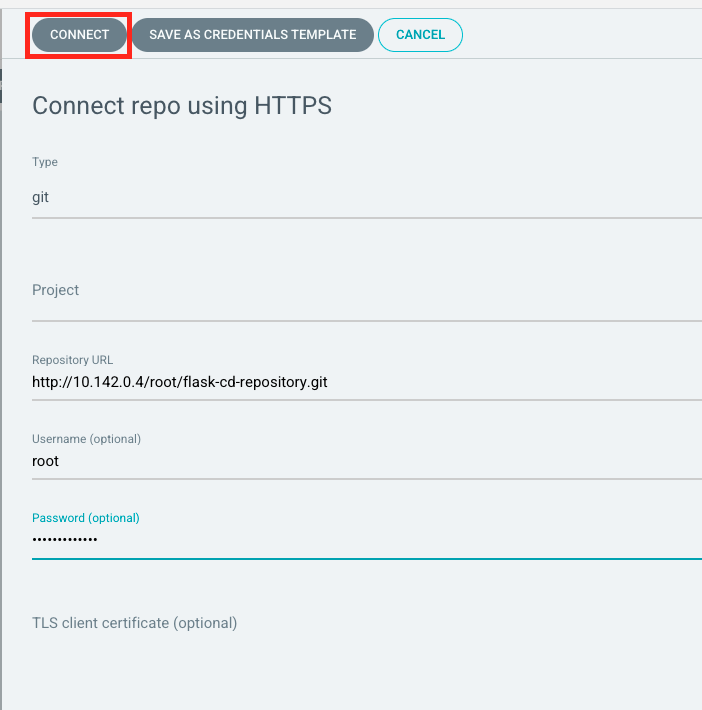 CONNECT SAVE AS CREDENTIALS TEMPLATE CANCEL
Connect repo using HTTPS
Type
git
Project
Repository URL
http://10.142.0.4/root/flask-cd-repository.git
Username (optional)
root
Password (optional)
•••••••••••••
TLS client certificate (optional)